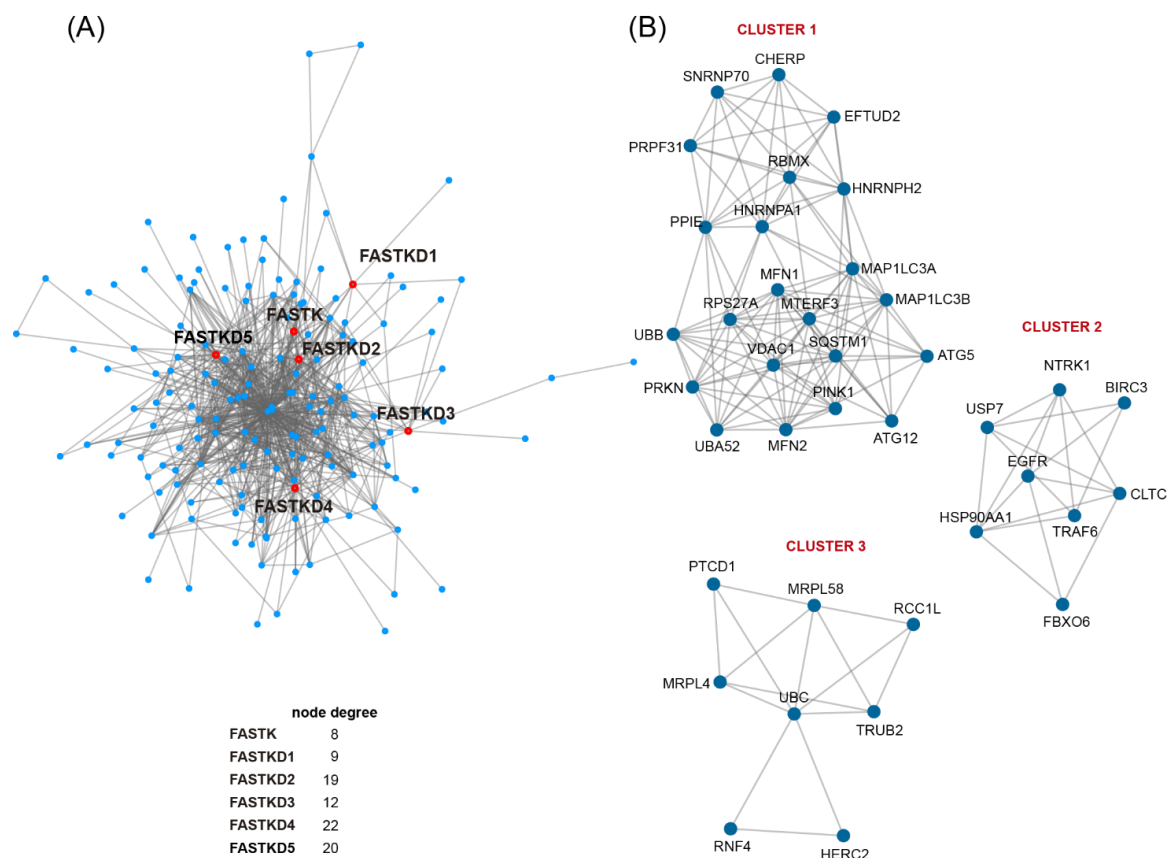 (A)
FASTKD1
FASTK
FASTKD5
FASTKD2
FASTKD3
FASTKD4
node degree
FASTK 8
FASTKD1 9
FASTKD2 19
FASTKD3 12
FASTKD4 22
FASTKD5 20
(B)
CLUSTER 1
CHERP
SNRNP70
EFTUD2
PRPF31
RBMX
HNRNPH2
HNRNPA1
PPIE
MAP1LC3A
MFN1
MAP1LC3B
RPS27A
MTERF3
UBB
SQSTM1
VDAC1
ATG5
PRKN
PINK1
ATG12
UBA52
MFN2
CLUSTER 2
NTRK1
BIRC3
USP7
EGFR
CLTC
HSP90AA1
TRAF6
FBXO6
CLUSTER 3
PTCD1
MRPL58
RCC1L
MRPL4
UBC
TRUB2
RNF4
HERC2